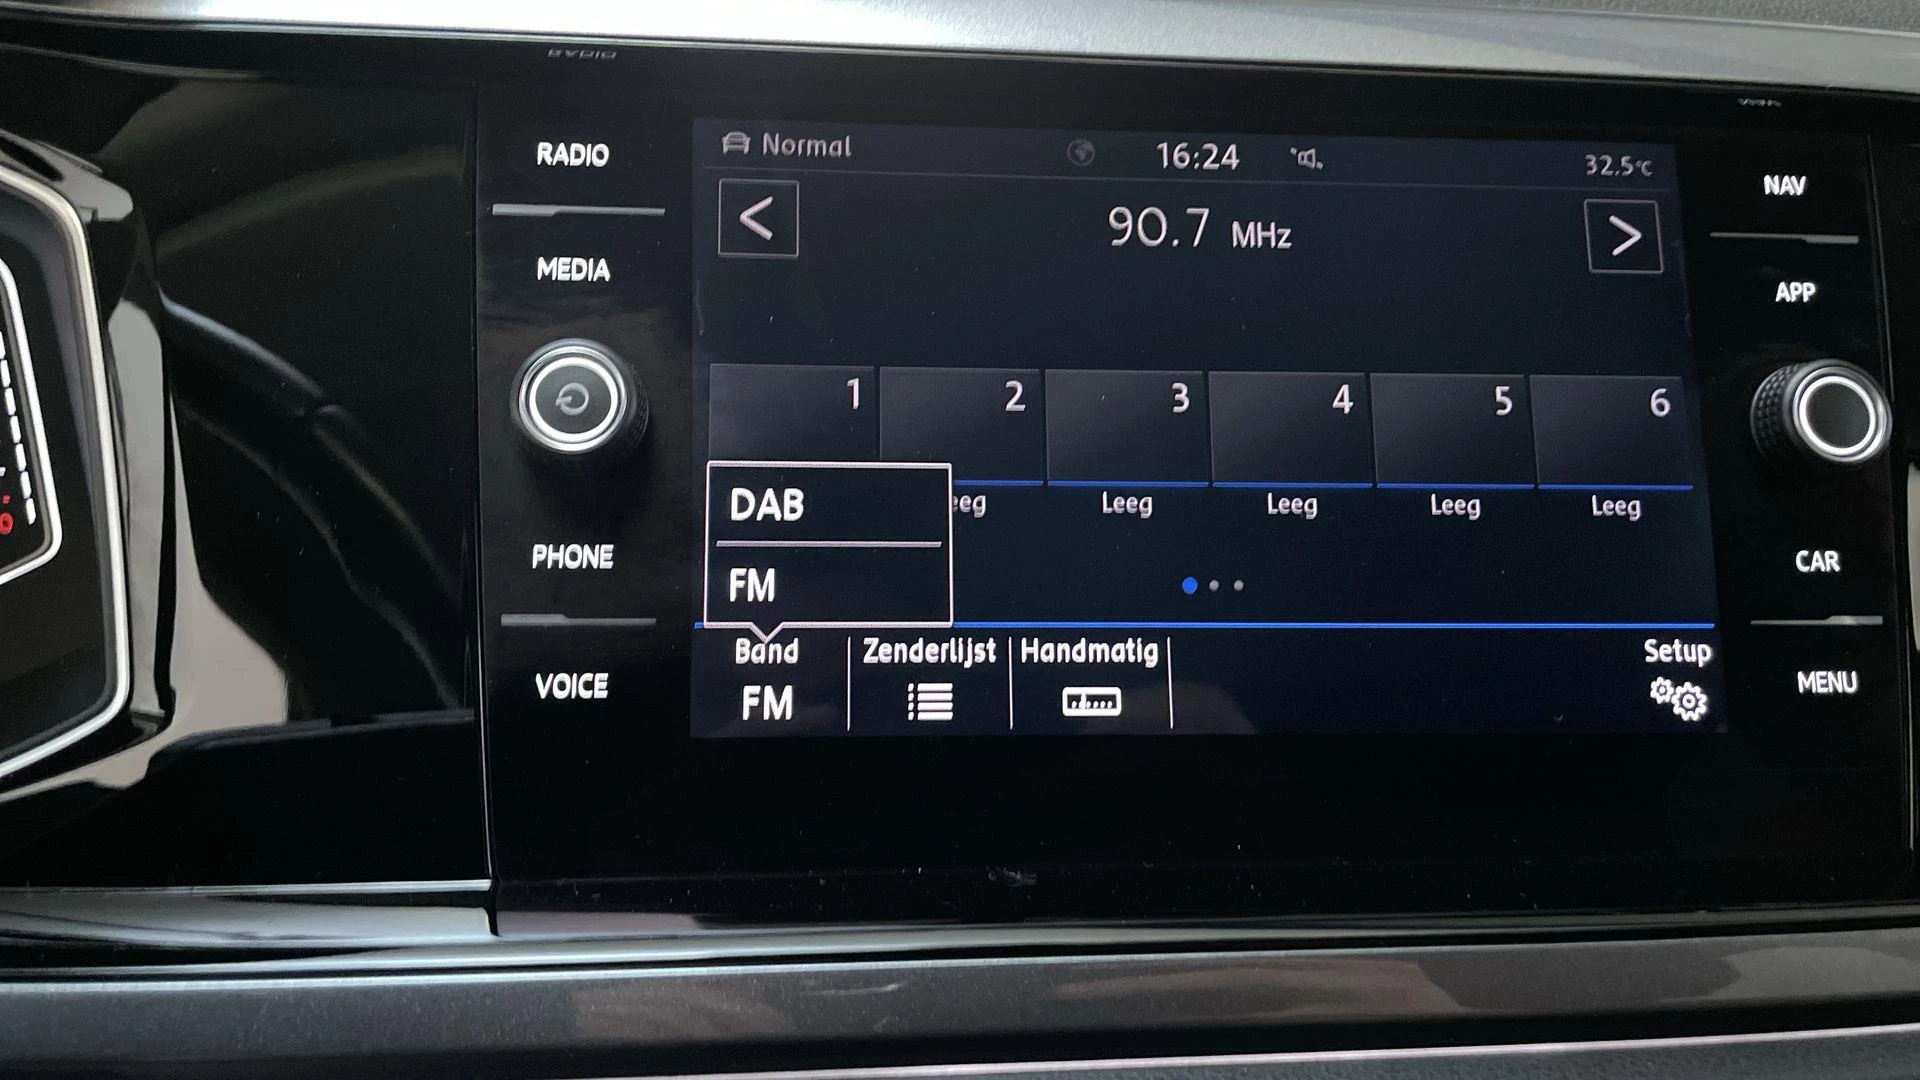 RADIO
MEDIA
PHONE
VOICE
Normal
16:24
32.5°C
<
90.7 MHz
>
1
2
3
4
5
6
eeg
Leeg
Leeg
Leeg
Leeg
DAB
FM
Band
FM
Zenderlijst
Handmatig
Setup
NAV
APP
CAR
MENU